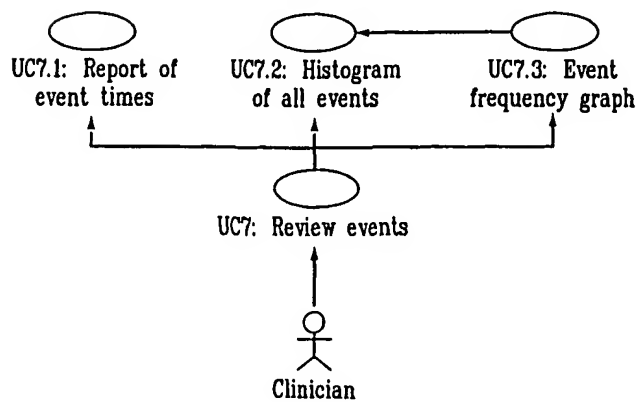 UC7.1: Report of
event times
UC7.2: Histogram
of all events
UC7.3: Event
frequency graph
UC7: Review events
Clinician